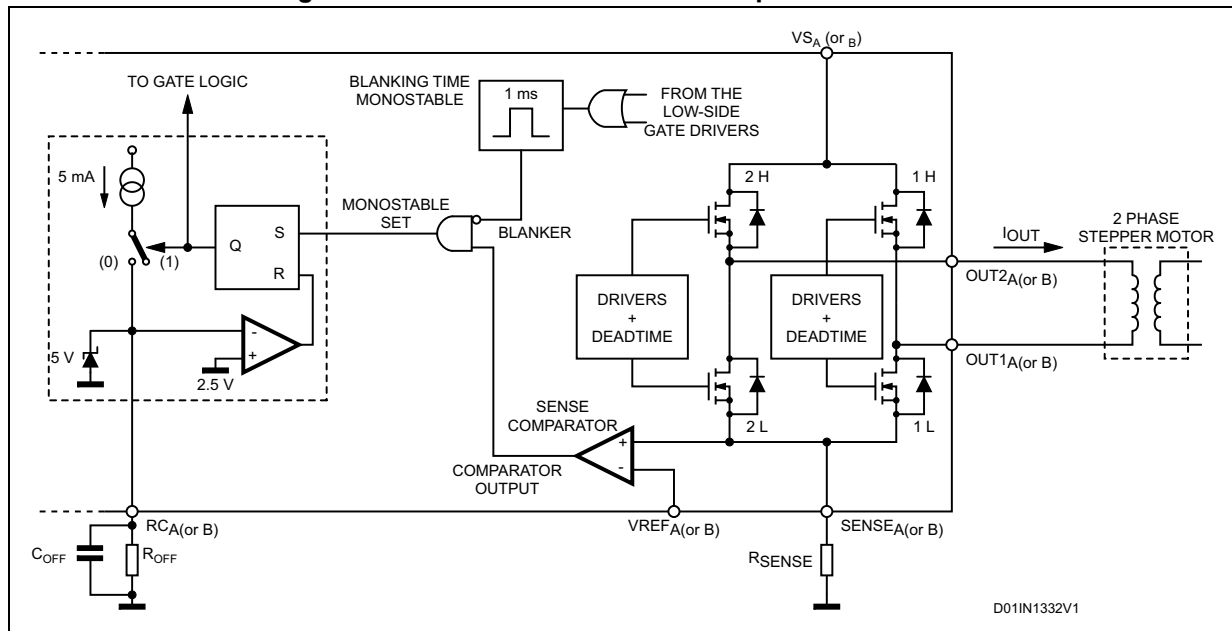 VSA (or B)
TO GATE LOGIC
BLANKING TIME
MONOSTABLE
1 ms
FROM THE
LOW-SIDE
GATE DRIVERS
5 mA
2 H
1 H
MONOSTABLE
SET
BLANKER
2 PHASE
STEPPER MOTOR
IOUT
Q
S
R
(0)
(1)
OUT2A(or B)
DRIVERS
+
DEADTIME
DRIVERS
+
DEADTIME
-
+
5 V
2.5 V
OUT1A(or B)
2 L
1 L
SENSE
COMPARATOR
+
-
COMPARATOR
OUTPUT
RCA(or B)
VREFA(or B)
SENSEA(or B)
COFF
ROFF
RSENSE
D01IN1332V1